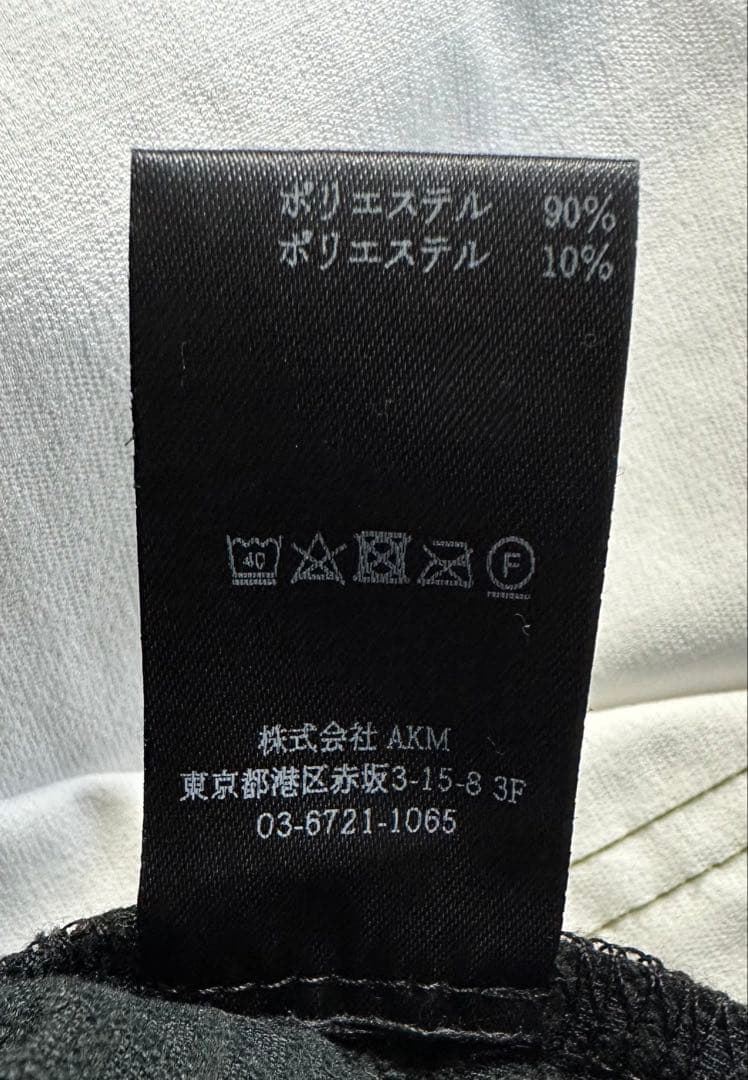 ポリエステル 90%
ポリエステル 10%
40 F
株式会社 AKM
東京都港区赤坂3-15-8 3F
03-6721-1065